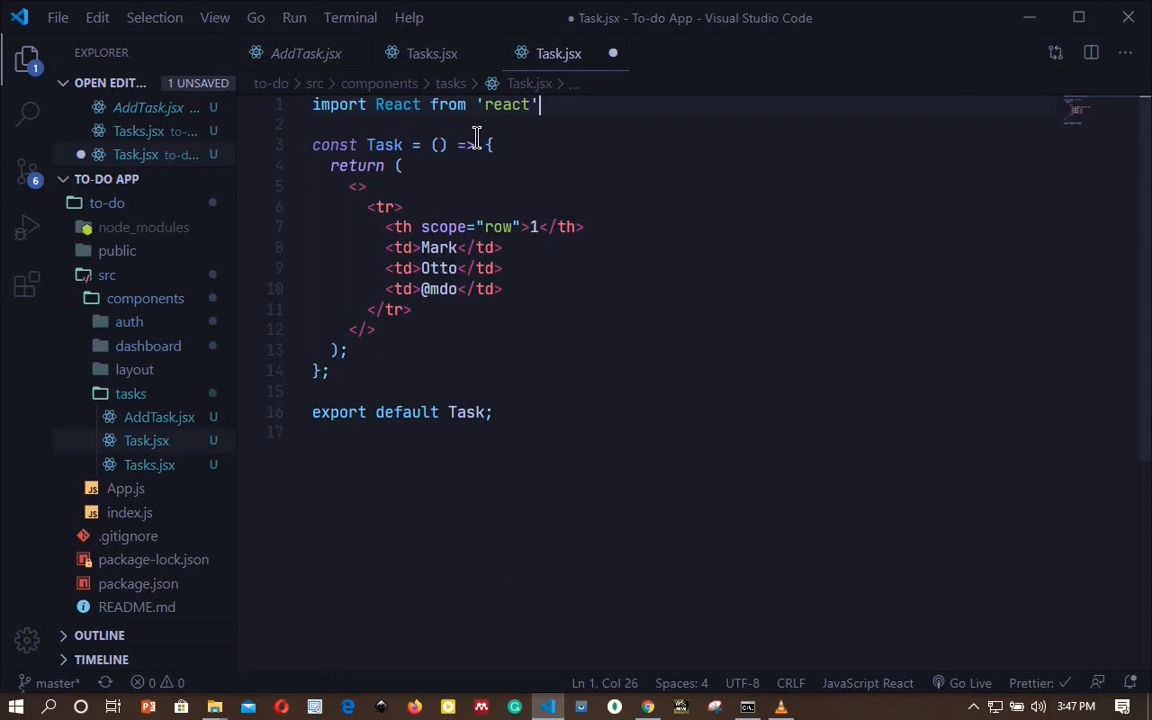 File Edit Selection View Go Run Terminal Help
● Task.jsx - To-do App - Visual Studio Code
EXPLORER
OPEN EDIT... 1 UNSAVED
AddTask.jsx ...
Tasks.jsx to-...
Task.jsx to-d...
TO-DO APP
to-do
node_modules
public
src
components
auth
dashboard
layout
tasks
AddTask.jsx U
Task.jsx U
Tasks.jsx U
JS App.js
JS index.js
.gitignore
package-lock.json
package.json
README.md
OUTLINE
TIMELINE
1
6
AddTask.jsx Tasks.jsx Task.jsx
to-do > src > components > tasks > Task.jsx > ...
1 import React from 'react'
2
3 const Task = () => {
4 return (
5 <>
6 <tr>
7 <th scope="row">1</th>
8 <td>Mark</td>
9 <td>Otto</td>
10 <td>@mdo</td>
11 </tr>
12 </>
13 );
14 };
15
16 export default Task;
17
master* 0 0 Ln 1, Col 26 Spaces: 4 UTF-8 CRLF JavaScript React Go Live Prettier: ✓
3:47 PM